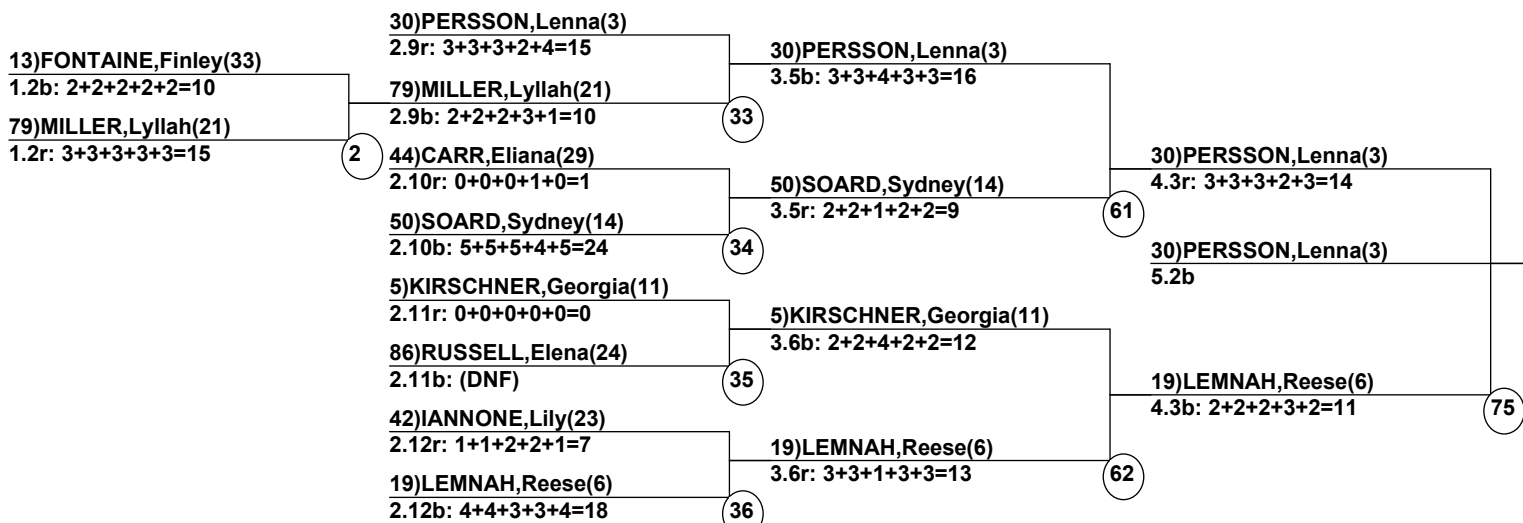 13)FONTAINE,Finley(33)
1.2b: 2+2+2+2+2=10
79)MILLER,Lyllah(21)
1.2r: 3+3+3+3+3=15
2
30)PERSSON,Lenna(3)
2.9r: 3+3+3+2+4=15
79)MILLER,Lyllah(21)
2.9b: 2+2+2+3+1=10
33
44)CARR,Eliana(29)
2.10r: 0+0+0+1+0=1
50)SOARD,Sydney(14)
2.10b: 5+5+5+4+5=24
34
5)KIRSCHNER,Georgia(11)
2.11r: 0+0+0+0+0=0
86)RUSSELL,Elena(24)
2.11b: (DNF)
35
42)IANNONE,Lily(23)
2.12r: 1+1+2+2+1=7
19)LEMNAH,Reese(6)
2.12b: 4+4+3+3+4=18
36
30)PERSSON,Lenna(3)
3.5b: 3+3+4+3+3=16
50)SOARD,Sydney(14)
3.5r: 2+2+1+2+2=9
61
5)KIRSCHNER,Georgia(11)
3.6b: 2+2+4+2+2=12
19)LEMNAH,Reese(6)
3.6r: 3+3+1+3+3=13
62
30)PERSSON,Lenna(3)
4.3r: 3+3+3+2+3=14
30)PERSSON,Lenna(3)
5.2b
19)LEMNAH,Reese(6)
4.3b: 2+2+2+3+2=11
75